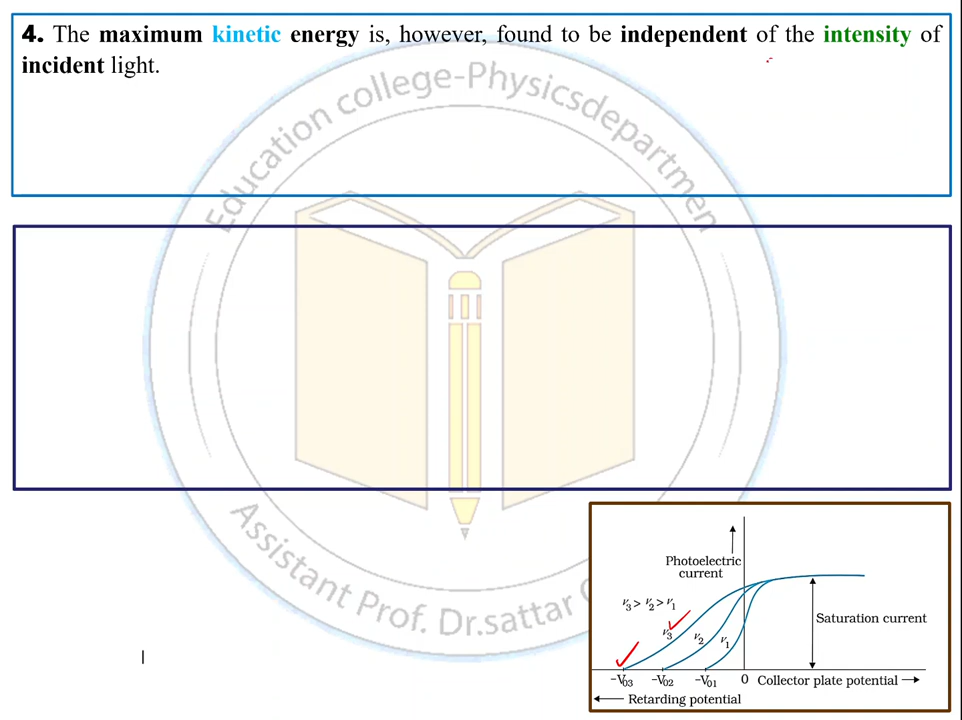 4. The maximum kinetic energy is, however, found to be independent of the intensity of
incident light.
Education college-Physicsdepartmen
Assistant Prof. Dr.sattar
Photoelectric
current
ν3 > ν2 > ν1
Saturation current
ν3
ν2
ν1
-V03
-V02
-V01
0
Collector plate potential →
← Retarding potential